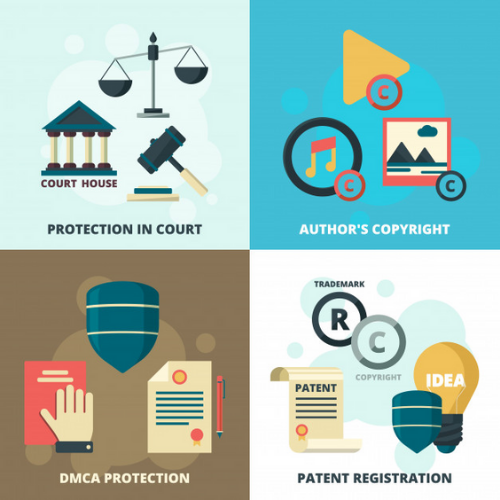 COURT HOUSE
PROTECTION IN COURT
C
C
C
AUTHOR'S COPYRIGHT
DMCA PROTECTION
TRADEMARK
R
C
COPYRIGHT
PATENT
IDEA
PATENT REGISTRATION